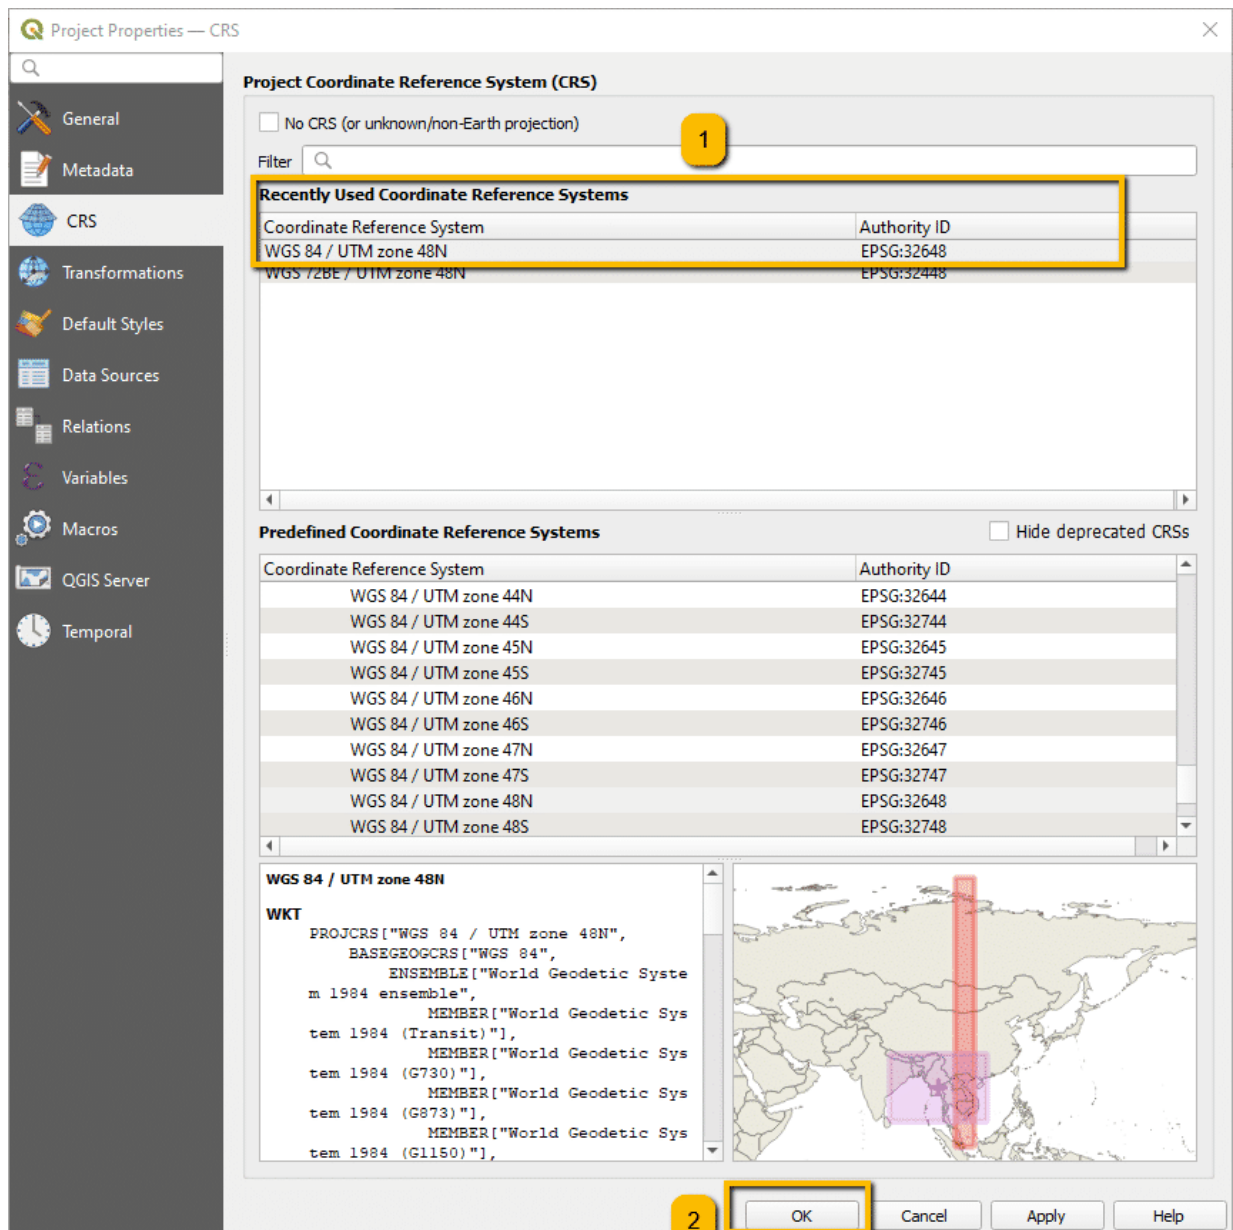 Project Properties — CRS
General
Metadata
CRS
Transformations
Default Styles
Data Sources
Relations
Variables
Macros
QGIS Server
Temporal
Project Coordinate Reference System (CRS)
No CRS (or unknown/non-Earth projection)
1
Filter
Recently Used Coordinate Reference Systems
Coordinate Reference System Authority ID
WGS 84 / UTM zone 48N EPSG:32648
WGS 72BE / UTM zone 48N EPSG:32448
Predefined Coordinate Reference Systems Hide deprecated CRSs
Coordinate Reference System Authority ID
WGS 84 / UTM zone 44N EPSG:32644
WGS 84 / UTM zone 44S EPSG:32744
WGS 84 / UTM zone 45N EPSG:32645
WGS 84 / UTM zone 45S EPSG:32745
WGS 84 / UTM zone 46N EPSG:32646
WGS 84 / UTM zone 46S EPSG:32746
WGS 84 / UTM zone 47N EPSG:32647
WGS 84 / UTM zone 47S EPSG:32747
WGS 84 / UTM zone 48N EPSG:32648
WGS 84 / UTM zone 48S EPSG:32748
WGS 84 / UTM zone 48N
WKT
PROJCRS["WGS 84 / UTM zone 48N",
BASEGEOGCRS["WGS 84",
ENSEMBLE["World Geodetic Syste
m 1984 ensemble",
MEMBER["World Geodetic Sys
tem 1984 (Transit)"],
MEMBER["World Geodetic Sys
tem 1984 (G730)"],
MEMBER["World Geodetic Sys
tem 1984 (G873)"],
MEMBER["World Geodetic Sys
tem 1984 (G1150)"],
2
OK Cancel Apply Help